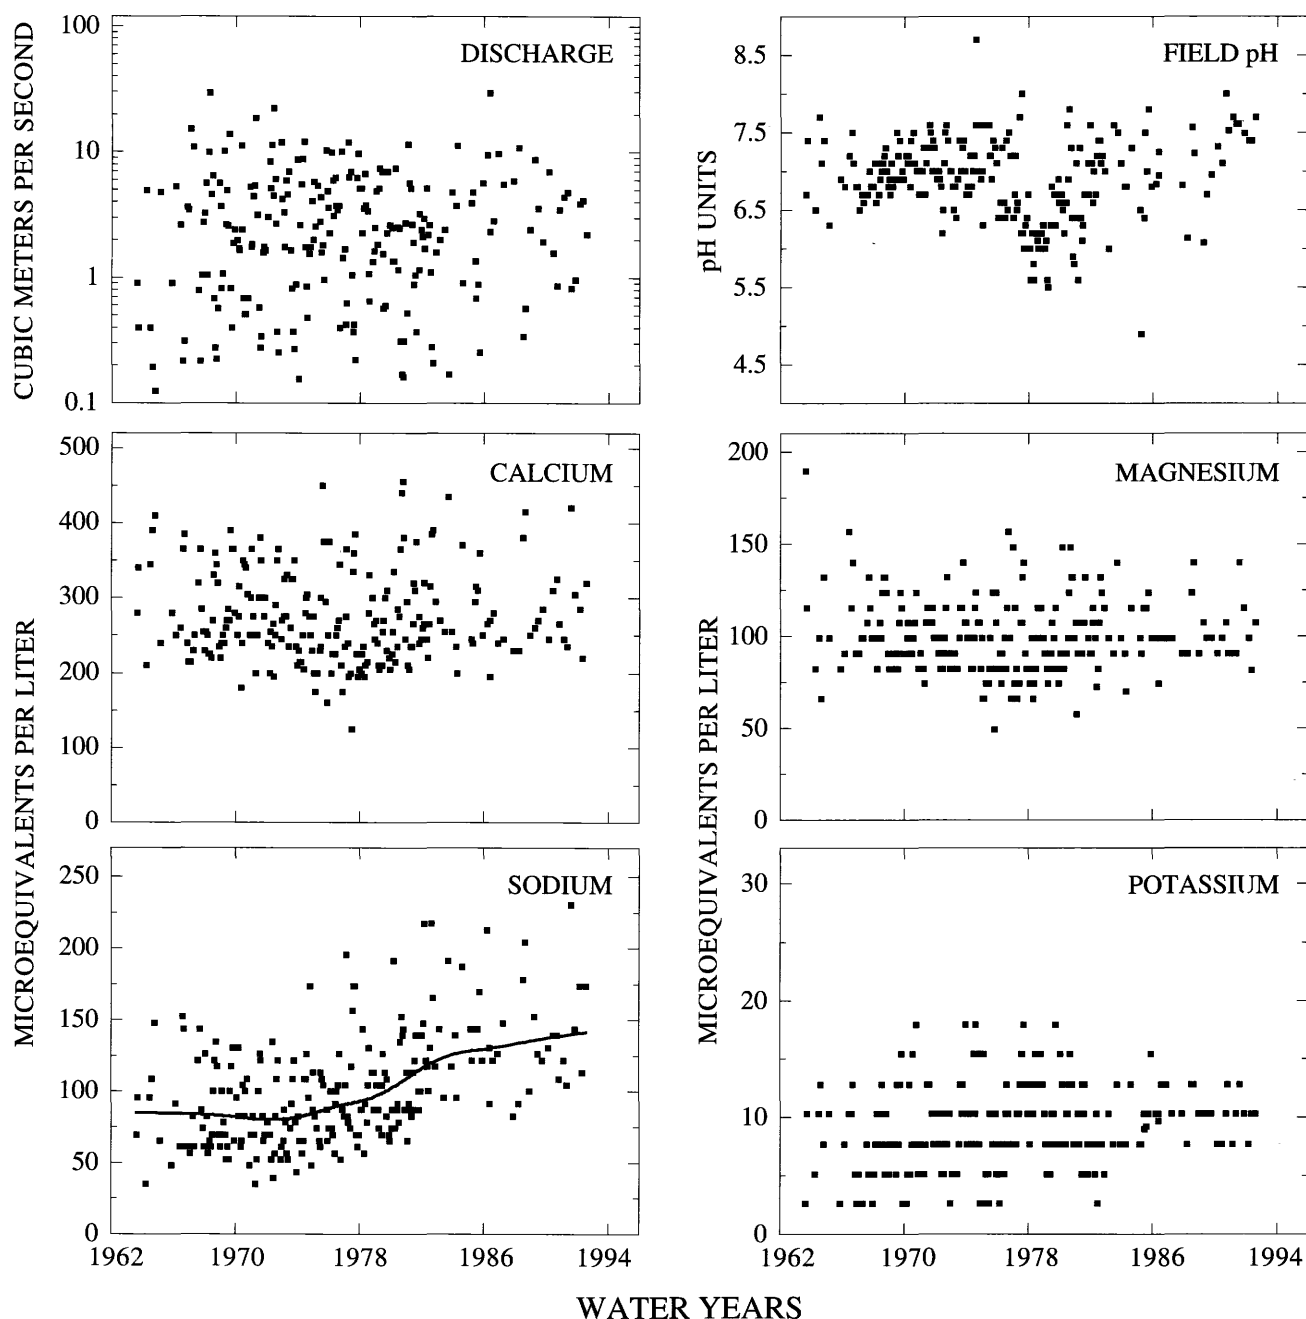 CUBIC METERS PER SECOND
100
10
1
0.1
DISCHARGE
pH UNITS
8.5
7.5
6.5
5.5
4.5
FIELD pH
MICROEQUIVALENTS PER LITER
500
400
300
200
100
0
CALCIUM
MICROEQUIVALENTS PER LITER
200
150
100
50
0
MAGNESIUM
250
200
150
100
50
0
SODIUM
30
20
10
0
POTASSIUM
1962 1970 1978 1986 1994
1962 1970 1978 1986 1994
WATER YEARS